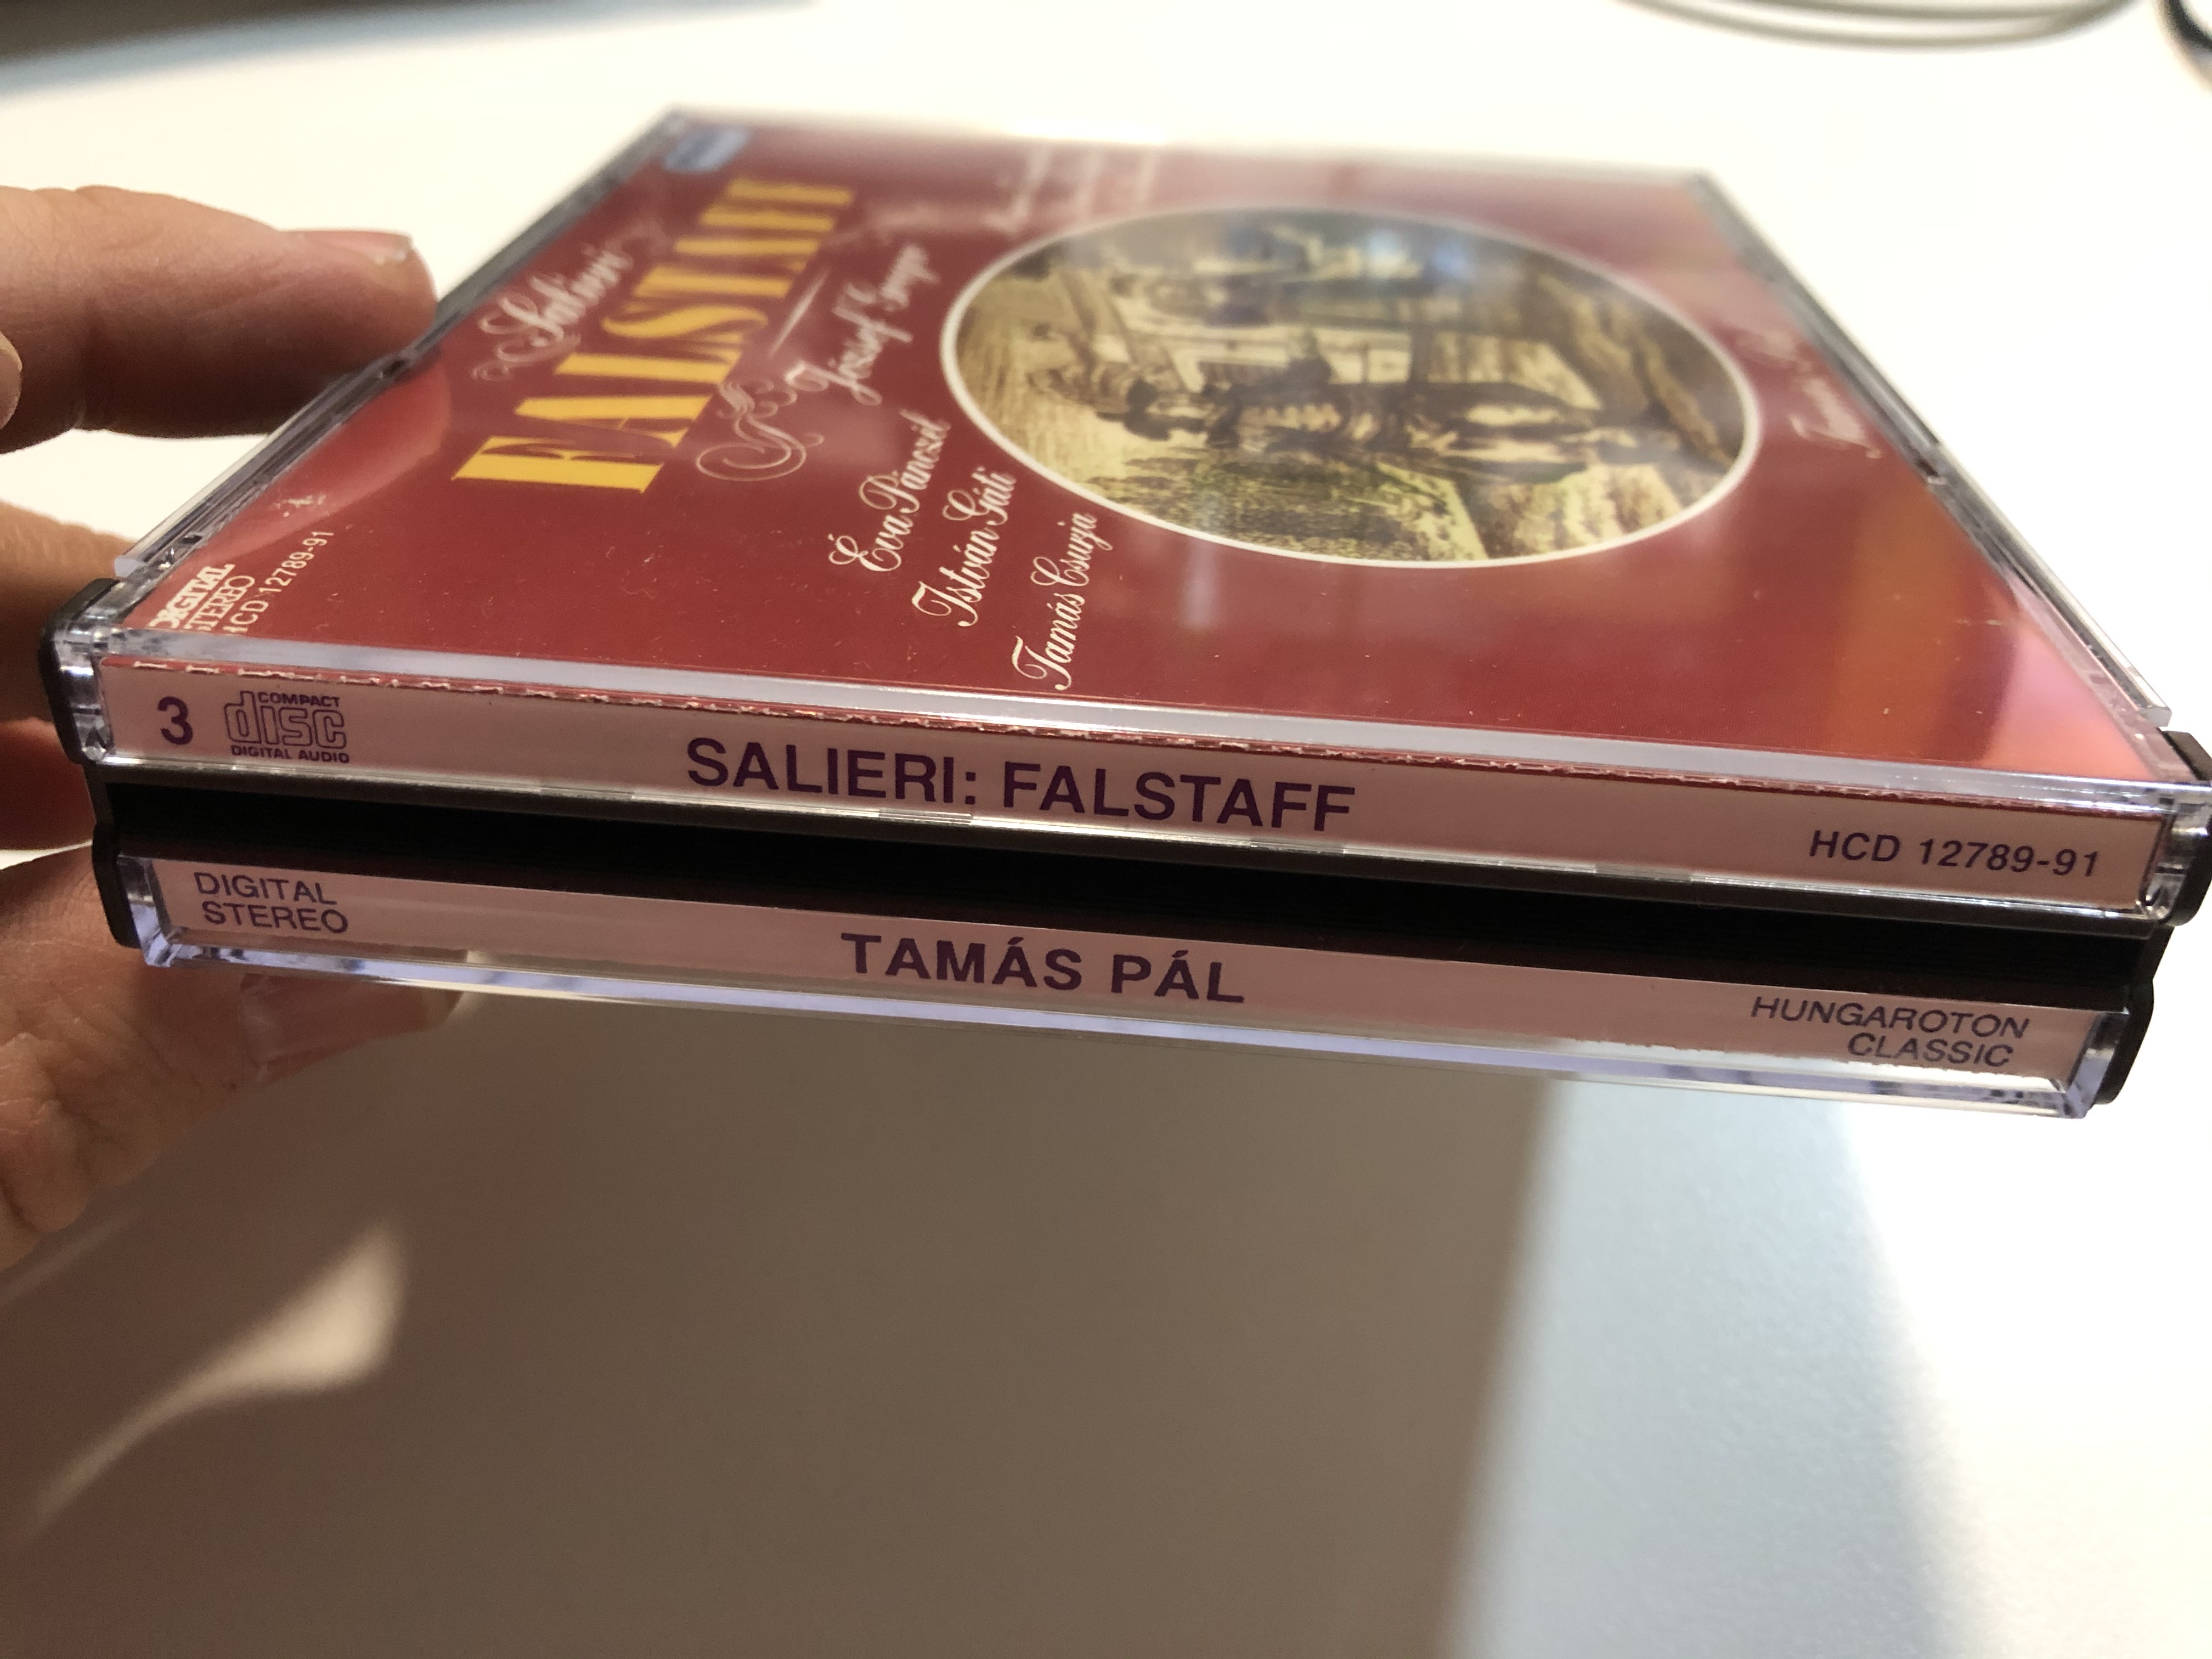 Salieri
FALSTAFF
József Gregor
Éva Pánczél
István Gáti
Tamás Csurja
DIGITAL
STEREO
HCD 12789-91
3
COMPACT
disc
DIGITAL AUDIO
SALIERI: FALSTAFF
HCD 12789-91
DIGITAL
STEREO
TAMÁS PÁL
HUNGAROTON
CLASSIC